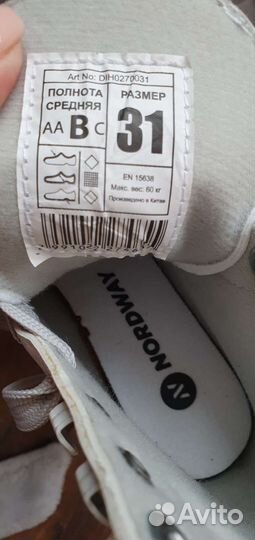 Art No: DIH0270031
ПОЛНОТА
СРЕДНЯЯ
AA B C
РАЗМЕР
31
EN 15638
Макс. вес: 60 кг
Произведено в Китае
NORDWAY
Avito